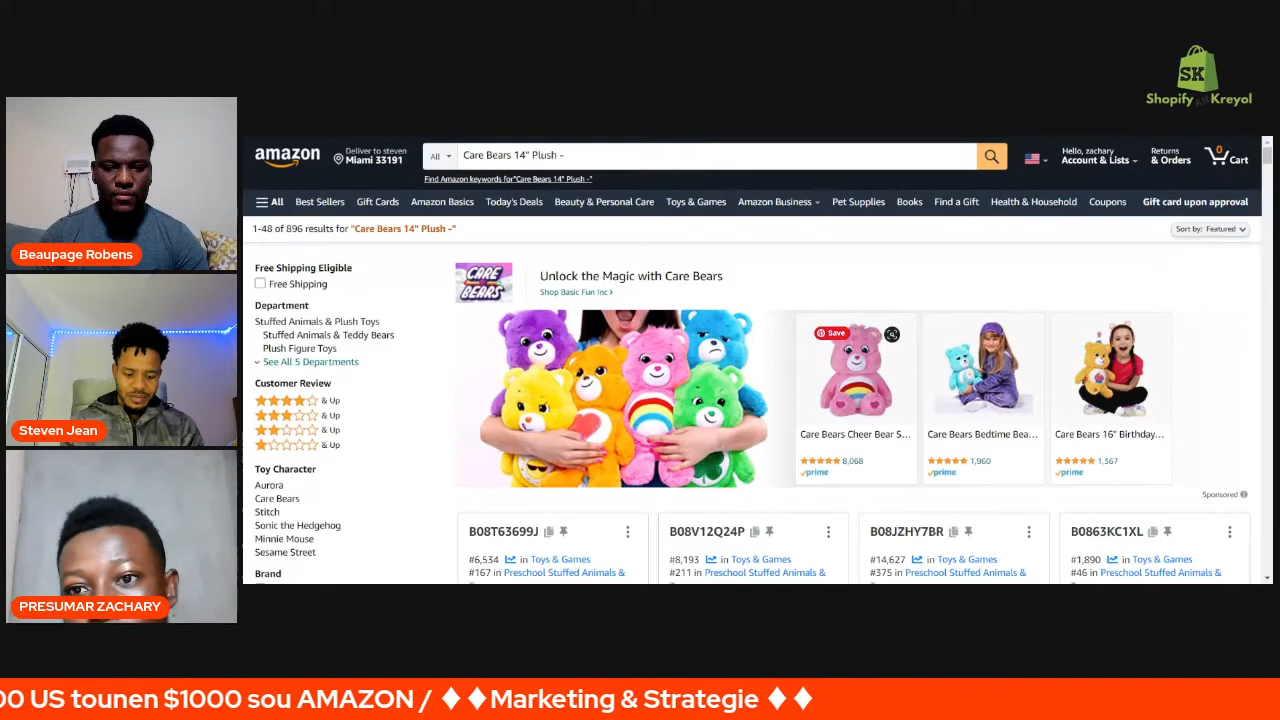 SK
Shopify AN Kreyol
Beaupage Robens
Steven Jean
PRESUMAR ZACHARY
amazon
Deliver to steven
Miami 33191
All
Care Bears 14" Plush -
Find Amazon keywords for"Care Bears 14" Plush -"
Hello, zachary
Account & Lists
Returns
& Orders
0
Cart
All Best Sellers Gift Cards Amazon Basics Today's Deals Beauty & Personal Care Toys & Games Amazon Business Pet Supplies Books Find a Gift Health & Household Coupons Gift card upon approval
1-48 of 896 results for "Care Bears 14" Plush -"
Sort by: Featured
Free Shipping Eligible
Free Shipping
Department
Stuffed Animals & Plush Toys
Stuffed Animals & Teddy Bears
Plush Figure Toys
See All 5 Departments
Customer Review
& Up
& Up
& Up
& Up
Toy Character
Aurora
Care Bears
Stitch
Sonic the Hedgehog
Minnie Mouse
Sesame Street
Brand
CARE BEARS
Unlock the Magic with Care Bears
Shop Basic Fun Inc ›
Save
Care Bears Cheer Bear S...
8,068
prime
Care Bears Bedtime Bea...
1,960
prime
Care Bears 16" Birthday...
1,367
prime
Sponsored
B08T63699J
#6,534 in Toys & Games
#167 in Preschool Stuffed Animals &
B08V12Q24P
#8,193 in Toys & Games
#211 in Preschool Stuffed Animals &
B08JZHY7BR
#14,627 in Toys & Games
#375 in Preschool Stuffed Animals &
B0863KC1XL
#1,890 in Toys & Games
#46 in Preschool Stuffed Animals &
00 US tounen $1000 sou AMAZON / ♦ ♦Marketing & Strategie ♦ ♦